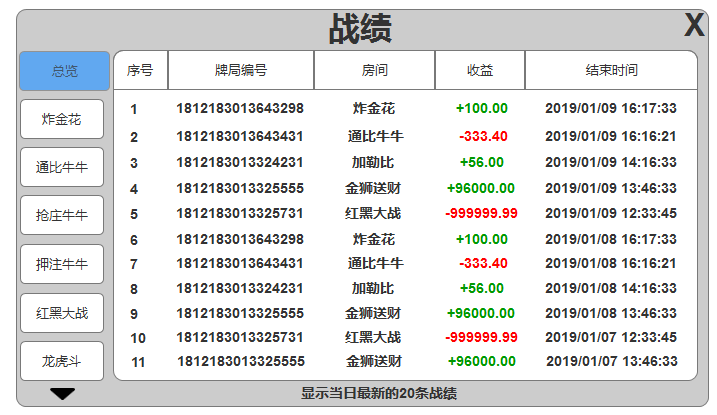 战绩
X
总览
炸金花
通比牛牛
抢庄牛牛
押注牛牛
红黑大战
龙虎斗
序号 牌局编号 房间 收益 结束时间
1 1812183013643298 炸金花 +100.00 2019/01/09 16:17:33
2 1812183013643431 通比牛牛 -333.40 2019/01/09 16:16:21
3 1812183013324231 加勒比 +56.00 2019/01/09 14:16:33
4 1812183013325555 金狮送财 +96000.00 2019/01/09 13:46:33
5 1812183013325731 红黑大战 -999999.99 2019/01/09 12:33:45
6 1812183013643298 炸金花 +100.00 2019/01/08 16:17:33
7 1812183013643431 通比牛牛 -333.40 2019/01/08 16:16:21
8 1812183013324231 加勒比 +56.00 2019/01/08 14:16:33
9 1812183013325555 金狮送财 +96000.00 2019/01/08 13:46:33
10 1812183013325731 红黑大战 -999999.99 2019/01/07 12:33:45
11 1812183013325555 金狮送财 +96000.00 2019/01/07 13:46:33
显示当日最新的20条战绩